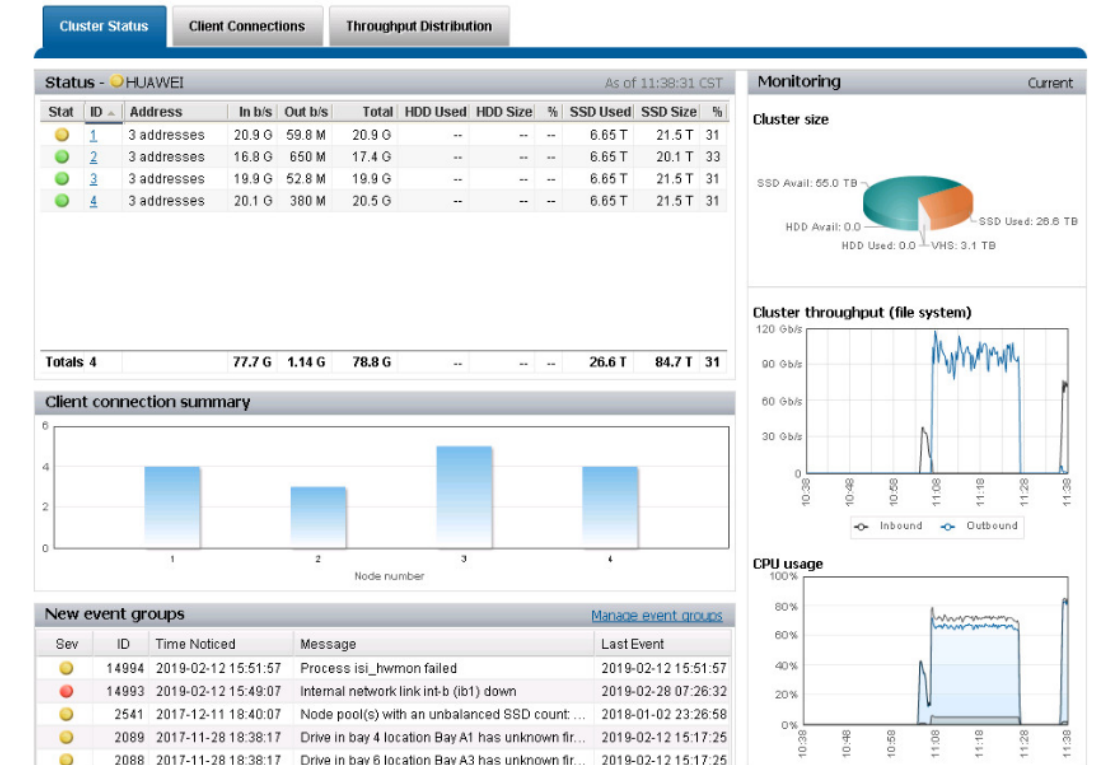 Cluster Status Client Connections Throughput Distribution
Status - HUAWEI As of 11:38:31 CST
Stat ID Address In b/s Out b/s Total HDD Used HDD Size % SSD Used SSD Size %
1 3 addresses 20.9 G 59.8 M 20.9 G -- -- -- 6.65 T 21.5 T 31
2 3 addresses 16.8 G 650 M 17.4 G -- -- -- 6.65 T 20.1 T 33
3 3 addresses 19.9 G 52.8 M 19.9 G -- -- -- 6.65 T 21.5 T 31
4 3 addresses 20.1 G 380 M 20.5 G -- -- -- 6.65 T 21.5 T 31
Totals 4 77.7 G 1.14 G 78.8 G -- -- -- 26.6 T 84.7 T 31
Client connection summary
6
4
2
0
1 2 3 4
Node number
New event groups Manage event groups
Sev ID Time Noticed Message Last Event
14994 2019-02-12 15:51:57 Process isi_hwmon failed 2019-02-12 15:51:57
14993 2019-02-12 15:49:07 Internal network link int-b (ib1) down 2019-02-28 07:26:32
2541 2017-12-11 18:40:07 Node pool(s) with an unbalanced SSD count: ... 2018-01-02 23:26:58
2089 2017-11-28 18:38:17 Drive in bay 4 location Bay A1 has unknown fir... 2019-02-12 15:17:25
2088 2017-11-28 18:38:17 Drive in bay 6 location Bay A3 has unknown fir... 2019-02-12 15:17:25
Monitoring Current
Cluster size
SSD Avail: 55.0 TB
SSD Used: 26.6 TB
HDD Avail: 0.0
HDD Used: 0.0 VHS: 3.1 TB
Cluster throughput (file system)
120 Gb/s
90 Gb/s
60 Gb/s
30 Gb/s
0
10:38 10:48 10:58 11:08 11:18 11:28 11:38
Inbound Outbound
CPU usage
100%
80%
60%
40%
20%
0%
10:38 10:48 10:58 11:08 11:18 11:28 11:38